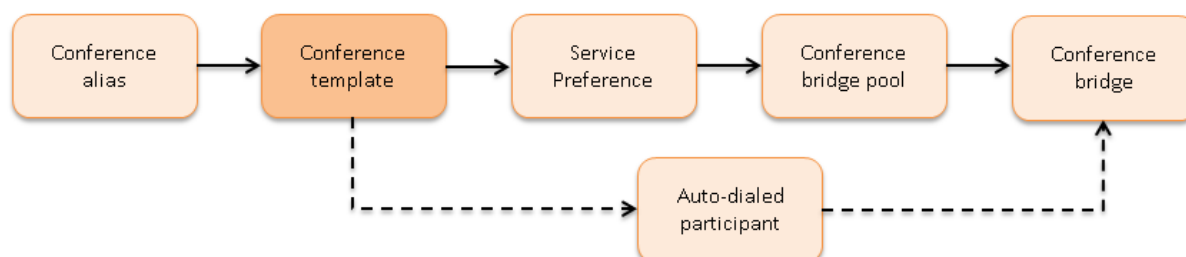 Conference
alias
Conference
template
Service
Preference
Conference
bridge pool
Conference
bridge
Auto-dialed
participant